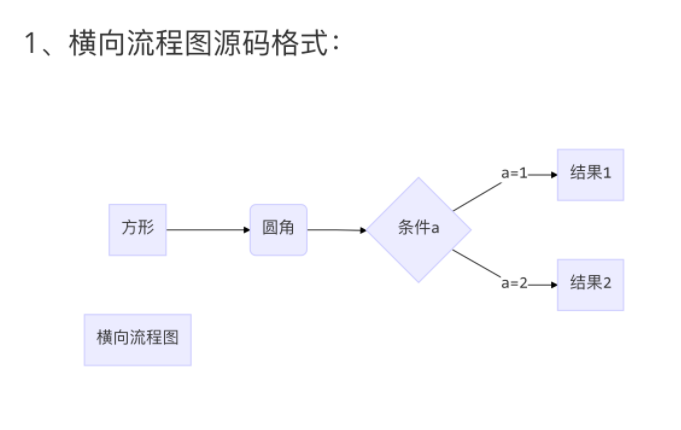 1、横向流程图源码格式：
方形
圆角
条件a
a=1
结果1
a=2
结果2
横向流程图